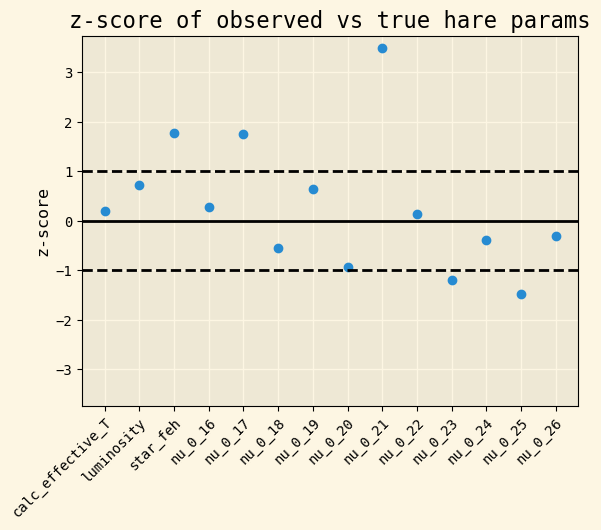 z-score of observed vs true hare params
z-score
3
2
1
0
−1
−2
−3
calc_effective_T
luminosity
star_feh
nu_0_16
nu_0_17
nu_0_18
nu_0_19
nu_0_20
nu_0_21
nu_0_22
nu_0_23
nu_0_24
nu_0_25
nu_0_26